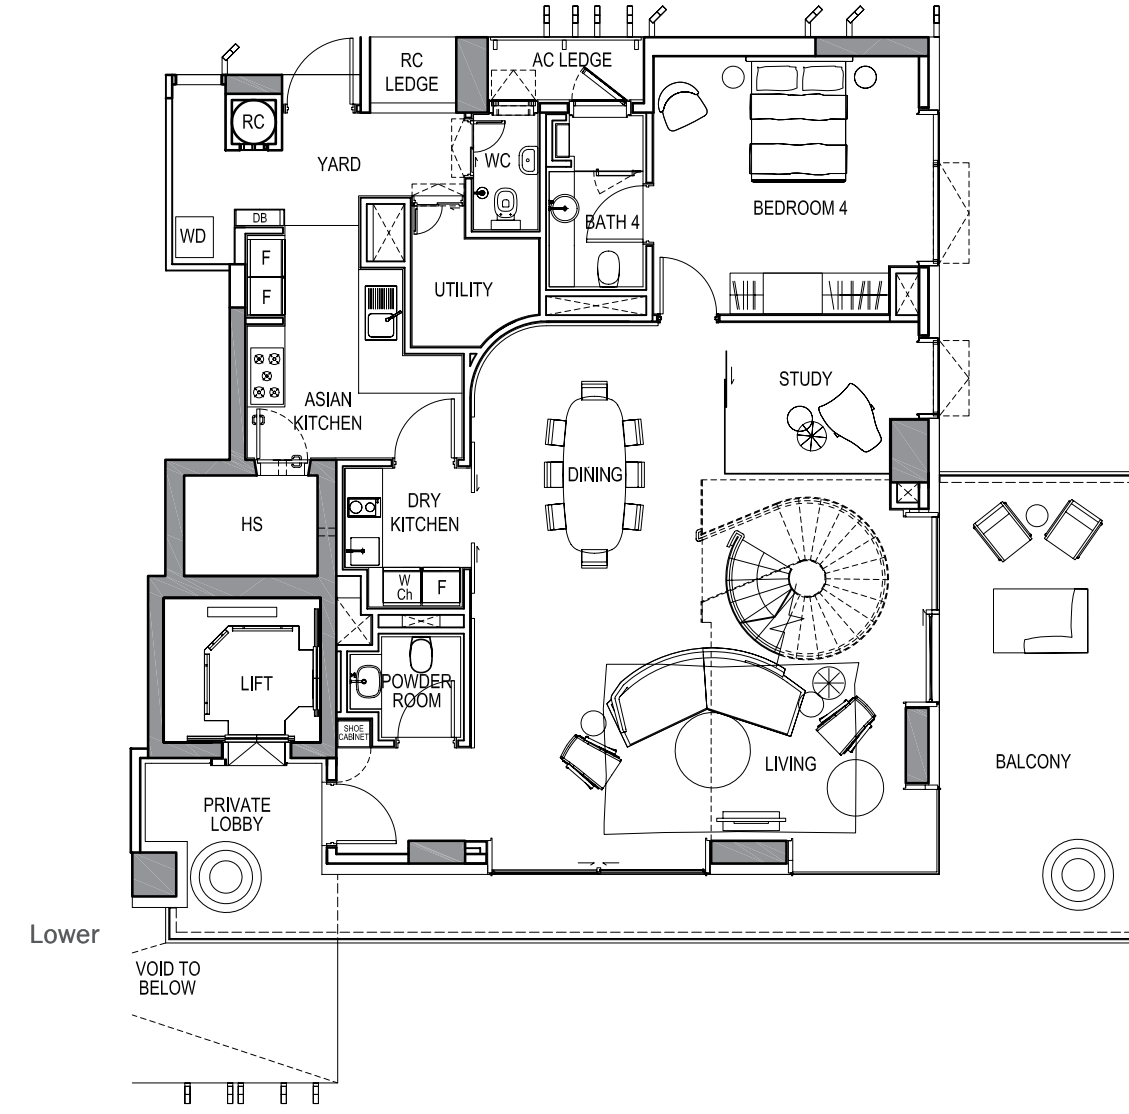 RC
LEDGE
AC LEDGE
RC
YARD
WC
BATH 4
BEDROOM 4
DB
WD
F
F
UTILITY
STUDY
ASIAN
KITCHEN
DINING
DRY
KITCHEN
HS
W
Ch
F
LIFT
POWDER
ROOM
SHOE
CABINET
LIVING
BALCONY
PRIVATE
LOBBY
Lower
VOID TO
BELOW